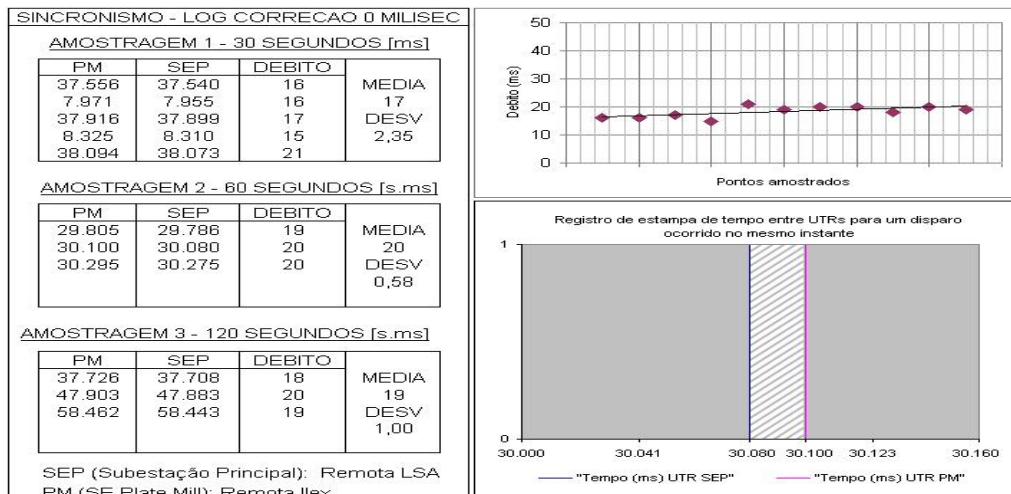 SINCRONISMO - LOG CORRECAO 0 MILISEC
AMOSTRAGEM 1 - 30 SEGUNDOS [ms]
PM SEP DEBITO
37.556 37.540 16 MEDIA
7.971 7.955 16 17
37.916 37.899 17 DESV
8.325 8.310 15 2,35
38.094 38.073 21
AMOSTRAGEM 2 - 60 SEGUNDOS [s.ms]
PM SEP DEBITO
29.805 29.786 19 MEDIA
30.100 30.080 20 20
30.295 30.275 20 DESV
0,58
AMOSTRAGEM 3 - 120 SEGUNDOS [s.ms]
PM SEP DEBITO
37.726 37.708 18 MEDIA
47.903 47.883 20 19
58.462 58.443 19 DESV
1,00
SEP (Subestação Principal): Remota LSA
PM (SE Plate Mill): Remota Ilex
50
40
30
20
10
0
Debito (ms)
Pontos amostrados
Registro de estampa de tempo entre UTRs para um disparo
ocorrido no mesmo instante
1
0
30.000 30.041 30.080 30.100 30.123 30.160
"Tempo (ms) UTR SEP" "Tempo (ms) UTR PM"